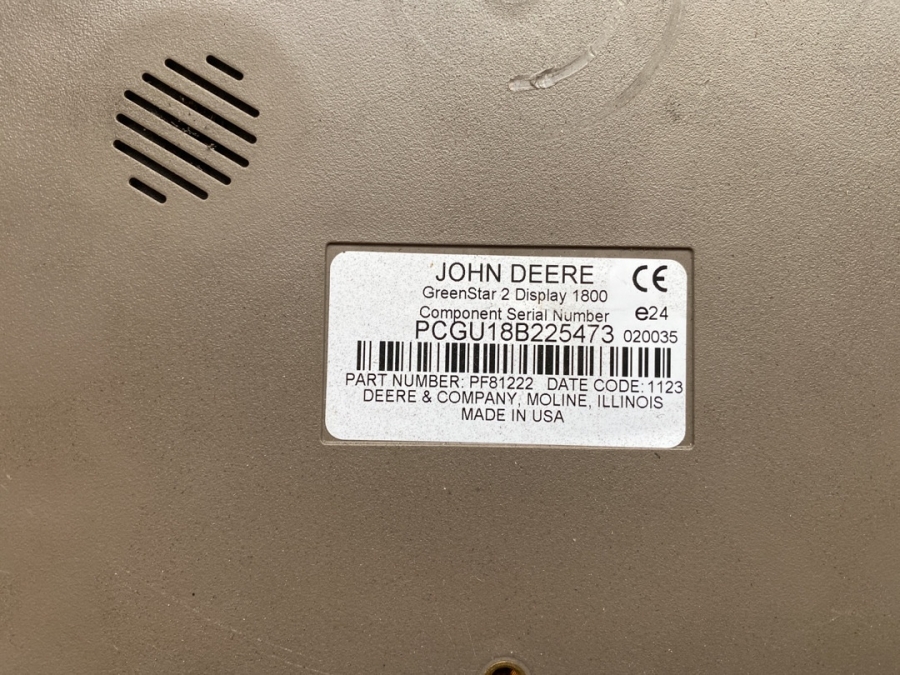 JOHN DEERE CE
GreenStar 2 Display 1800
Component Serial Number e24
PCGU18B225473 020035
PART NUMBER: PF81222 DATE CODE: 1123
DEERE & COMPANY, MOLINE, ILLINOIS
MADE IN USA